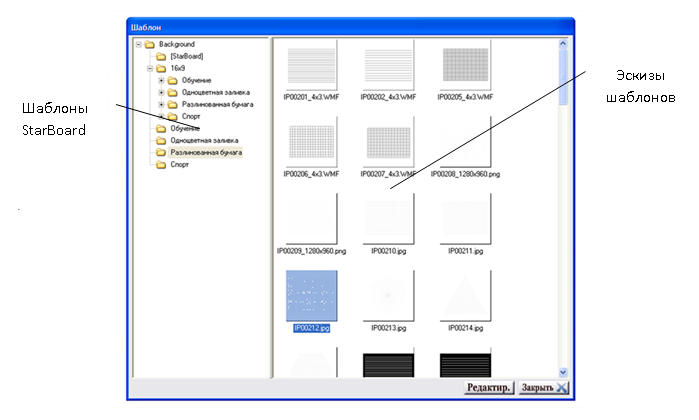 Шаблон
Background
[StarBoard]
16x9
Обучение
Одноцветная заливка
Разлинованная бумага
Спорт
Обучение
Одноцветная заливка
Разлинованная бумага
Спорт
Шаблоны
StarBoard
IP00201_4x3.WMF IP00202_4x3.WMF IP00205_4x3.WMF
IP00206_4x3.WMF IP00207_4x3.WMF IP00208_1280x960.png
IP00209_1280x960.png IP00210.jpg IP00211.jpg
IP00212.jpg IP00213.jpg IP00214.jpg
Эскизы
шаблонов
Редактир. Закрыть